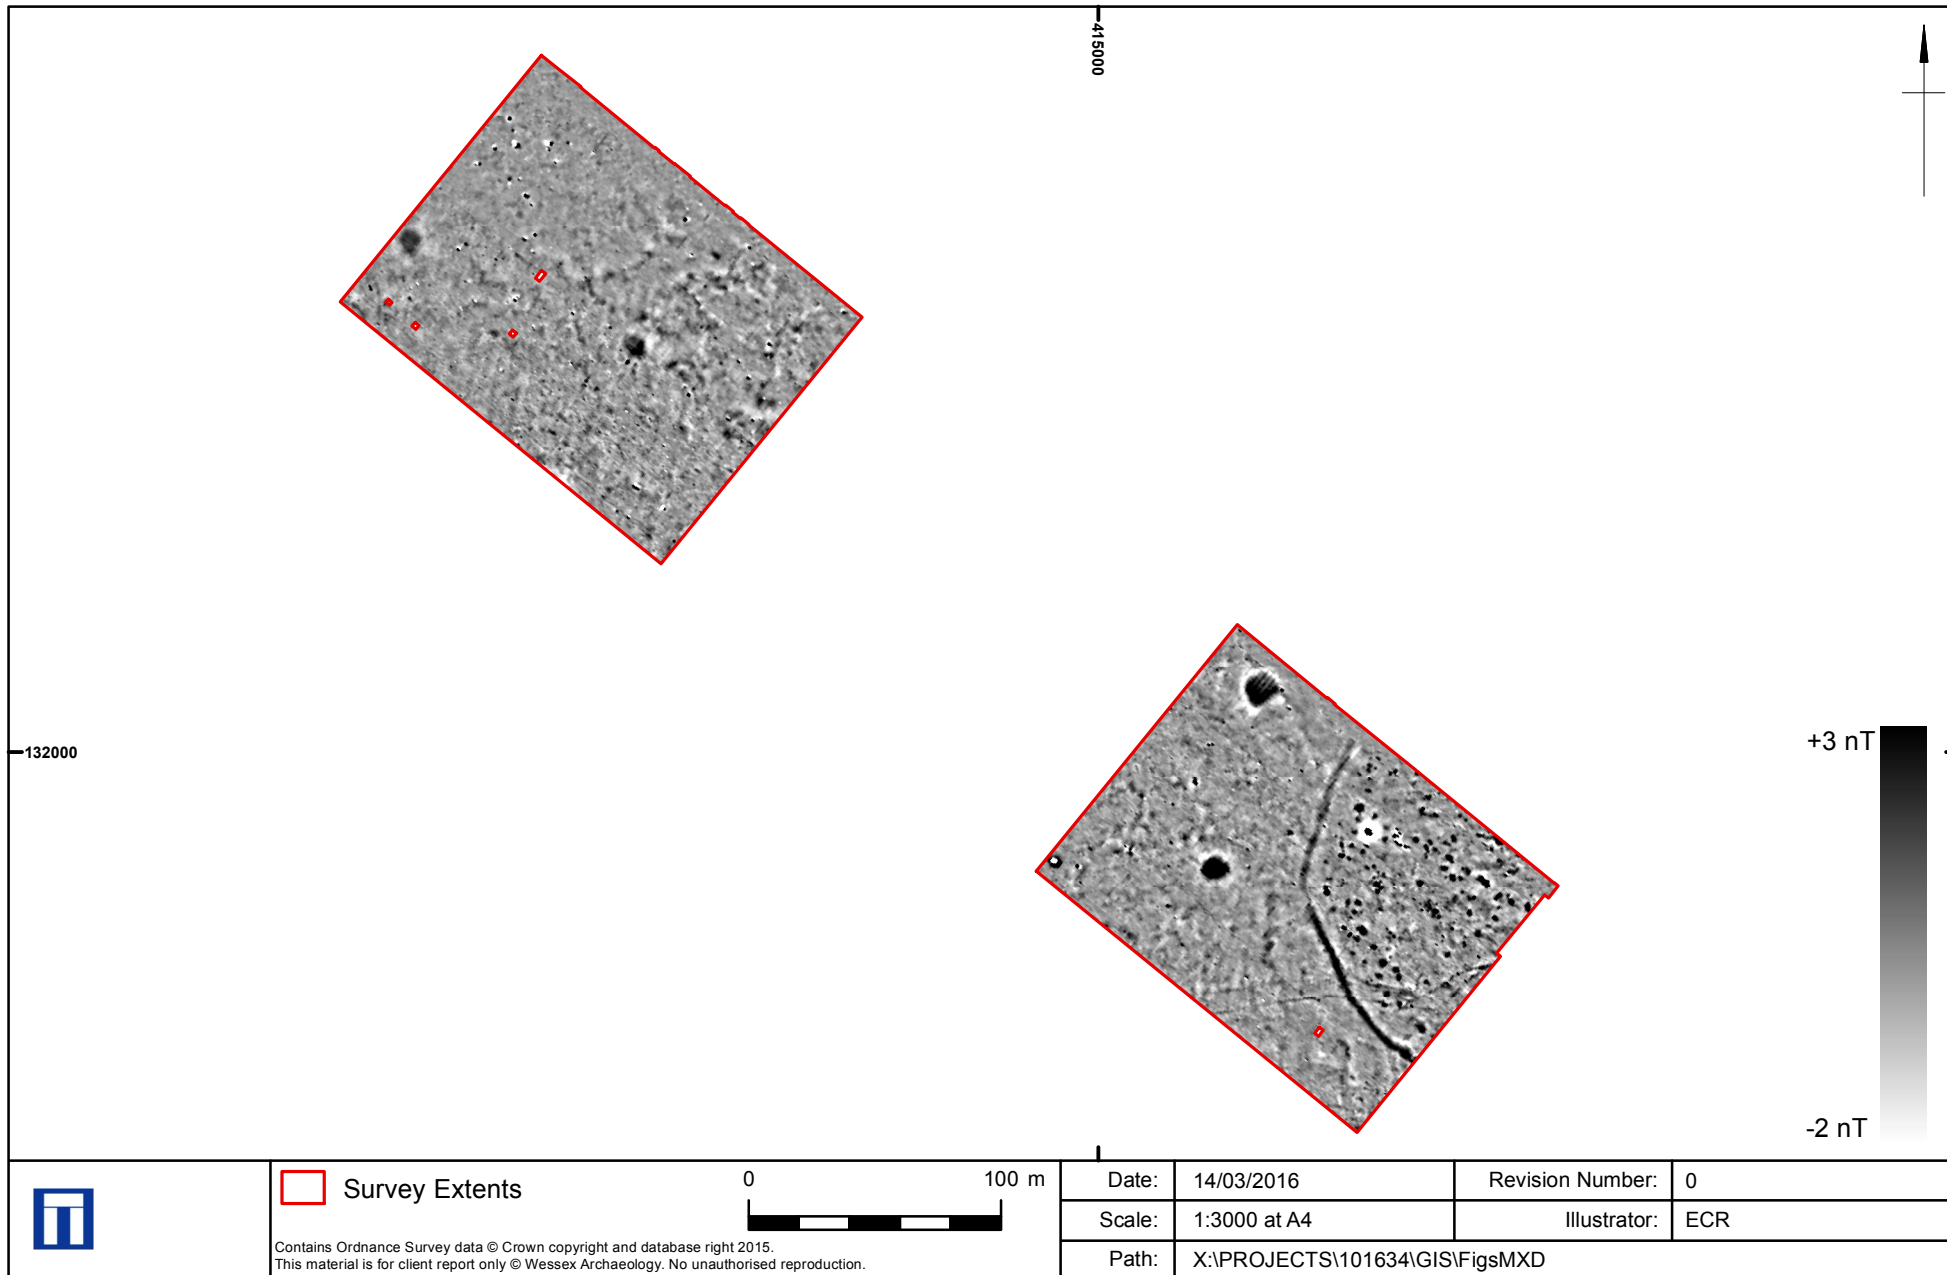 415000
132000
+3 nT
-2 nT
Survey Extents
0 100 m
Contains Ordnance Survey data © Crown copyright and database right 2015.
This material is for client report only © Wessex Archaeology. No unauthorised reproduction.
Date: 14/03/2016 Revision Number: 0
Scale: 1:3000 at A4 Illustrator: ECR
Path: X:\PROJECTS\101634\GIS\FigsMXD